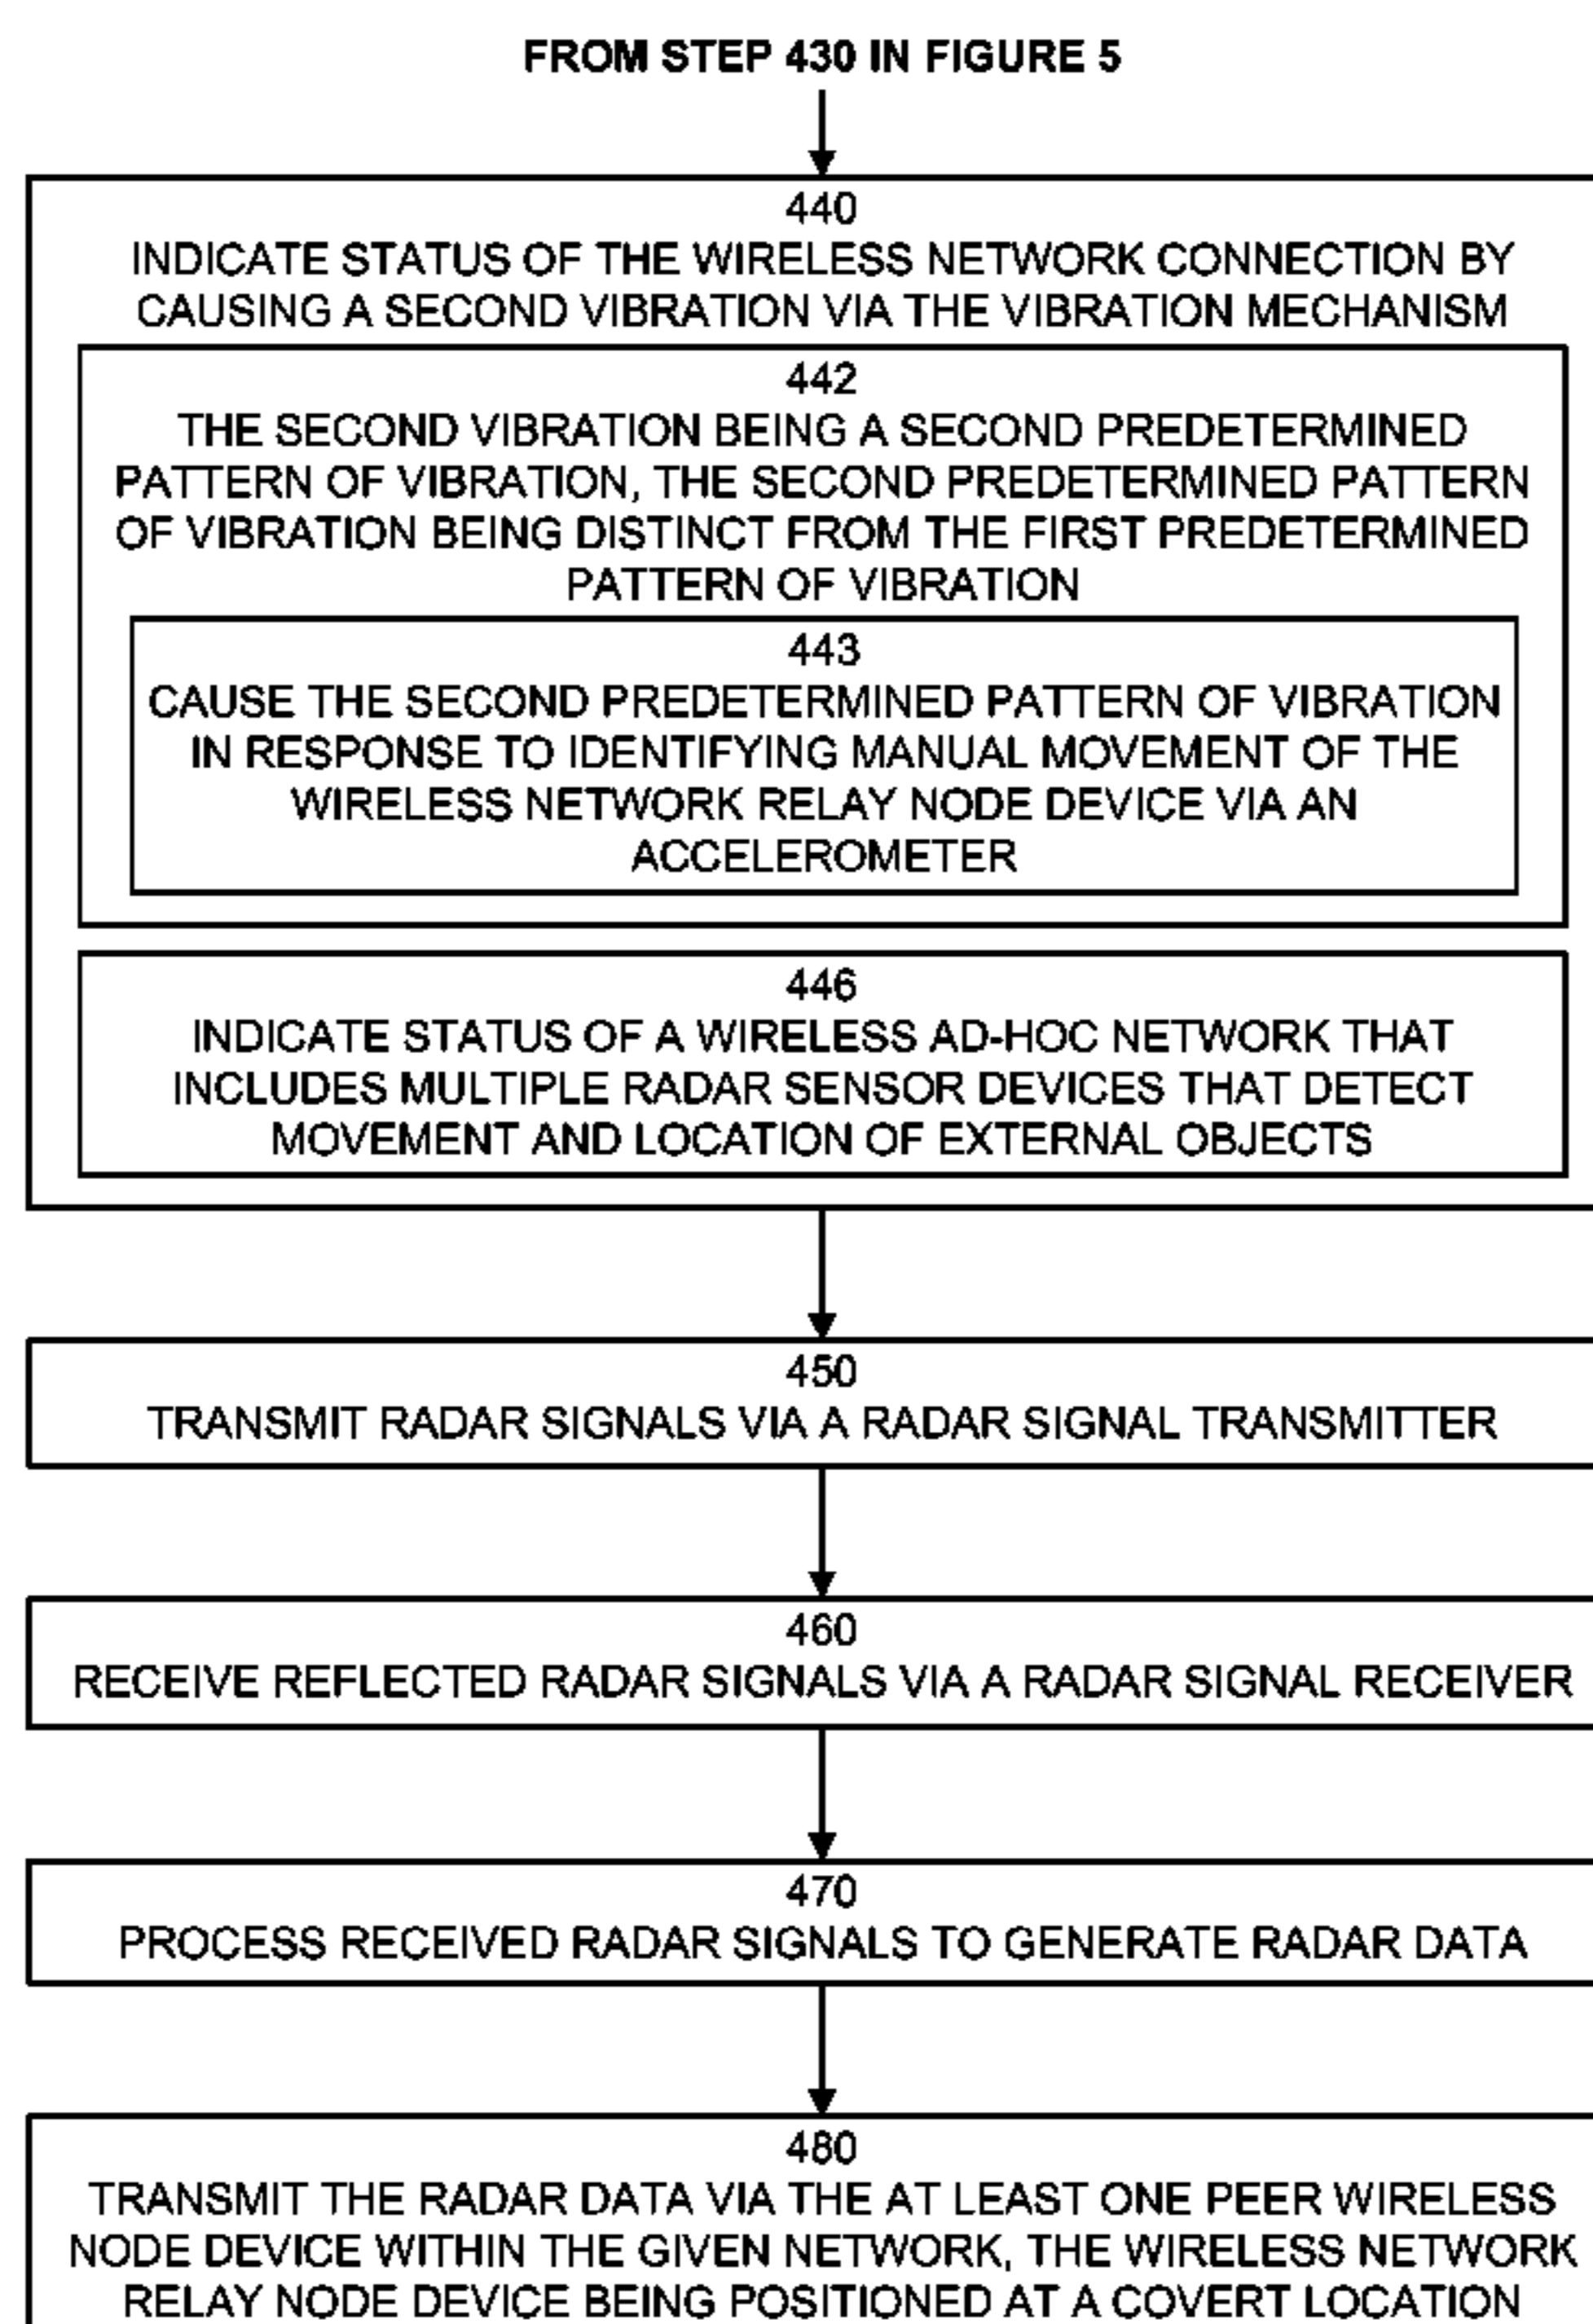 FROM STEP 430 IN FIGURE 5
440
INDICATE STATUS OF THE WIRELESS NETWORK CONNECTION BY
CAUSING A SECOND VIBRATION VIA THE VIBRATION MECHANISM
442
THE SECOND VIBRATION BEING A SECOND PREDETERMINED
PATTERN OF VIBRATION, THE SECOND PREDETERMINED PATTERN
OF VIBRATION BEING DISTINCT FROM THE FIRST PREDETERMINED
PATTERN OF VIBRATION
443
CAUSE THE SECOND PREDETERMINED PATTERN OF VIBRATION
IN RESPONSE TO IDENTIFYING MANUAL MOVEMENT OF THE
WIRELESS NETWORK RELAY NODE DEVICE VIA AN
ACCELEROMETER
446
INDICATE STATUS OF A WIRELESS AD-HOC NETWORK THAT
INCLUDES MULTIPLE RADAR SENSOR DEVICES THAT DETECT
MOVEMENT AND LOCATION OF EXTERNAL OBJECTS
450
TRANSMIT RADAR SIGNALS VIA A RADAR SIGNAL TRANSMITTER
460
RECEIVE REFLECTED RADAR SIGNALS VIA A RADAR SIGNAL RECEIVER
470
PROCESS RECEIVED RADAR SIGNALS TO GENERATE RADAR DATA
480
TRANSMIT THE RADAR DATA VIA THE AT LEAST ONE PEER WIRELESS
NODE DEVICE WITHIN THE GIVEN NETWORK, THE WIRELESS NETWORK
RELAY NODE DEVICE BEING POSITIONED AT A COVERT LOCATION